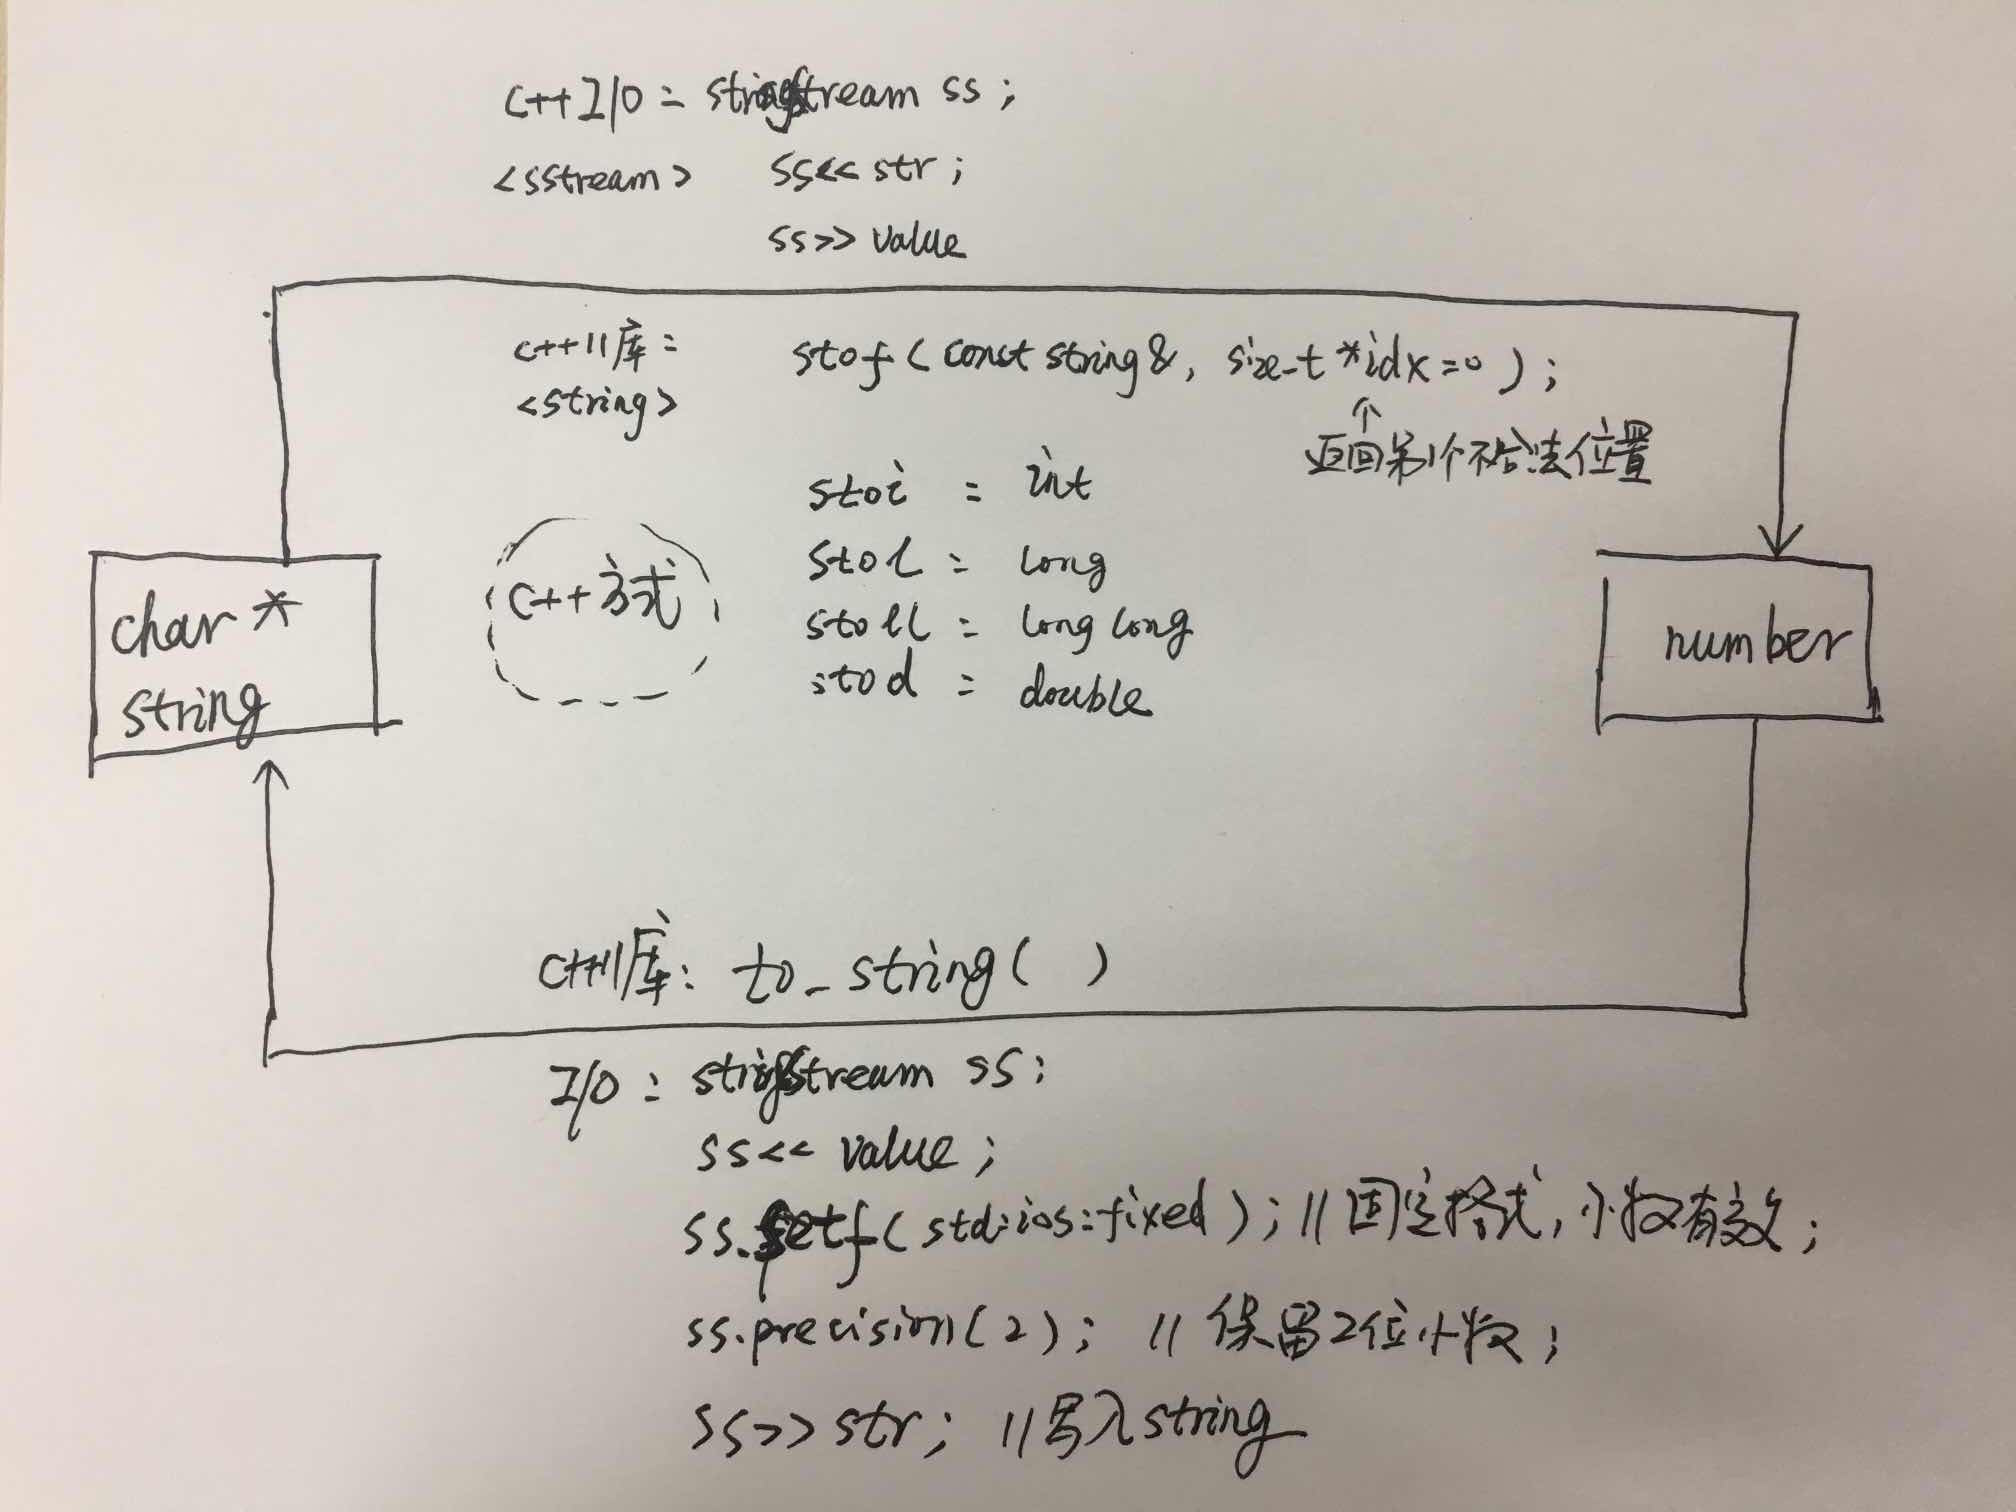 C++ I/O: stringstream ss;
<sstream> ss<< str;
ss>> value
C++11库:
<string>
stof(const string&, size_t *idx=0);
↑
返回第1个不合法位置
stoi : int
stol : long
stoll : long long
stod : double
C++方式
char *
string
number
C++11库: to_string( )
I/O: stringstream ss;
ss<< value;
ss.setf(std::ios::fixed); //固定格式,小数有效;
ss.precision(2); //保留2位小数;
ss>> str; //写入string